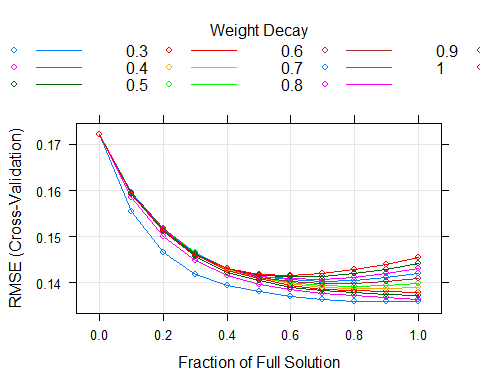 Weight Decay
0.3 0.6 0.9
0.4 0.7 1
0.5 0.8
RMSE (Cross-Validation)
0.17
0.16
0.15
0.14
0.0 0.2 0.4 0.6 0.8 1.0
Fraction of Full Solution